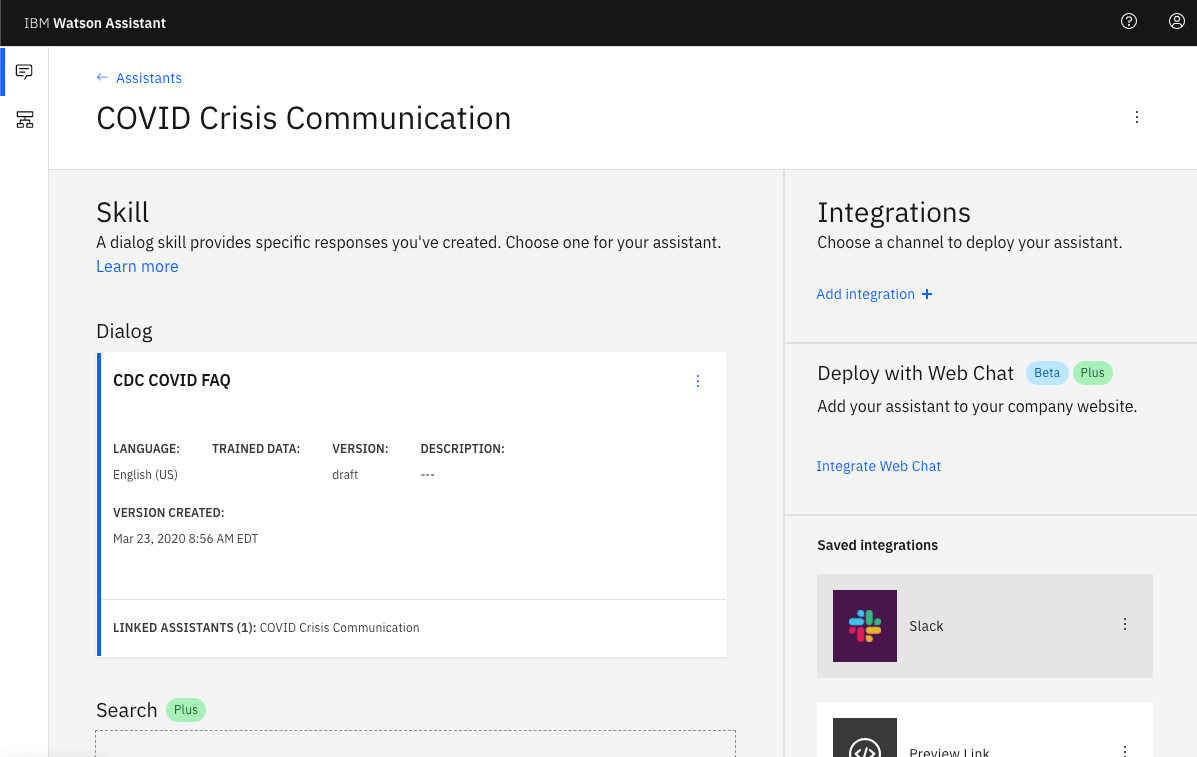 IBM Watson Assistant
← Assistants
COVID Crisis Communication
Skill
A dialog skill provides specific responses you've created. Choose one for your assistant.
Learn more
Dialog
CDC COVID FAQ
LANGUAGE: TRAINED DATA: VERSION: DESCRIPTION:
English (US) draft ---
VERSION CREATED:
Mar 23, 2020 8:56 AM EDT
LINKED ASSISTANTS (1): COVID Crisis Communication
Search Plus
Integrations
Choose a channel to deploy your assistant.
Add integration +
Deploy with Web Chat Beta Plus
Add your assistant to your company website.
Integrate Web Chat
Saved integrations
Slack
Preview Link